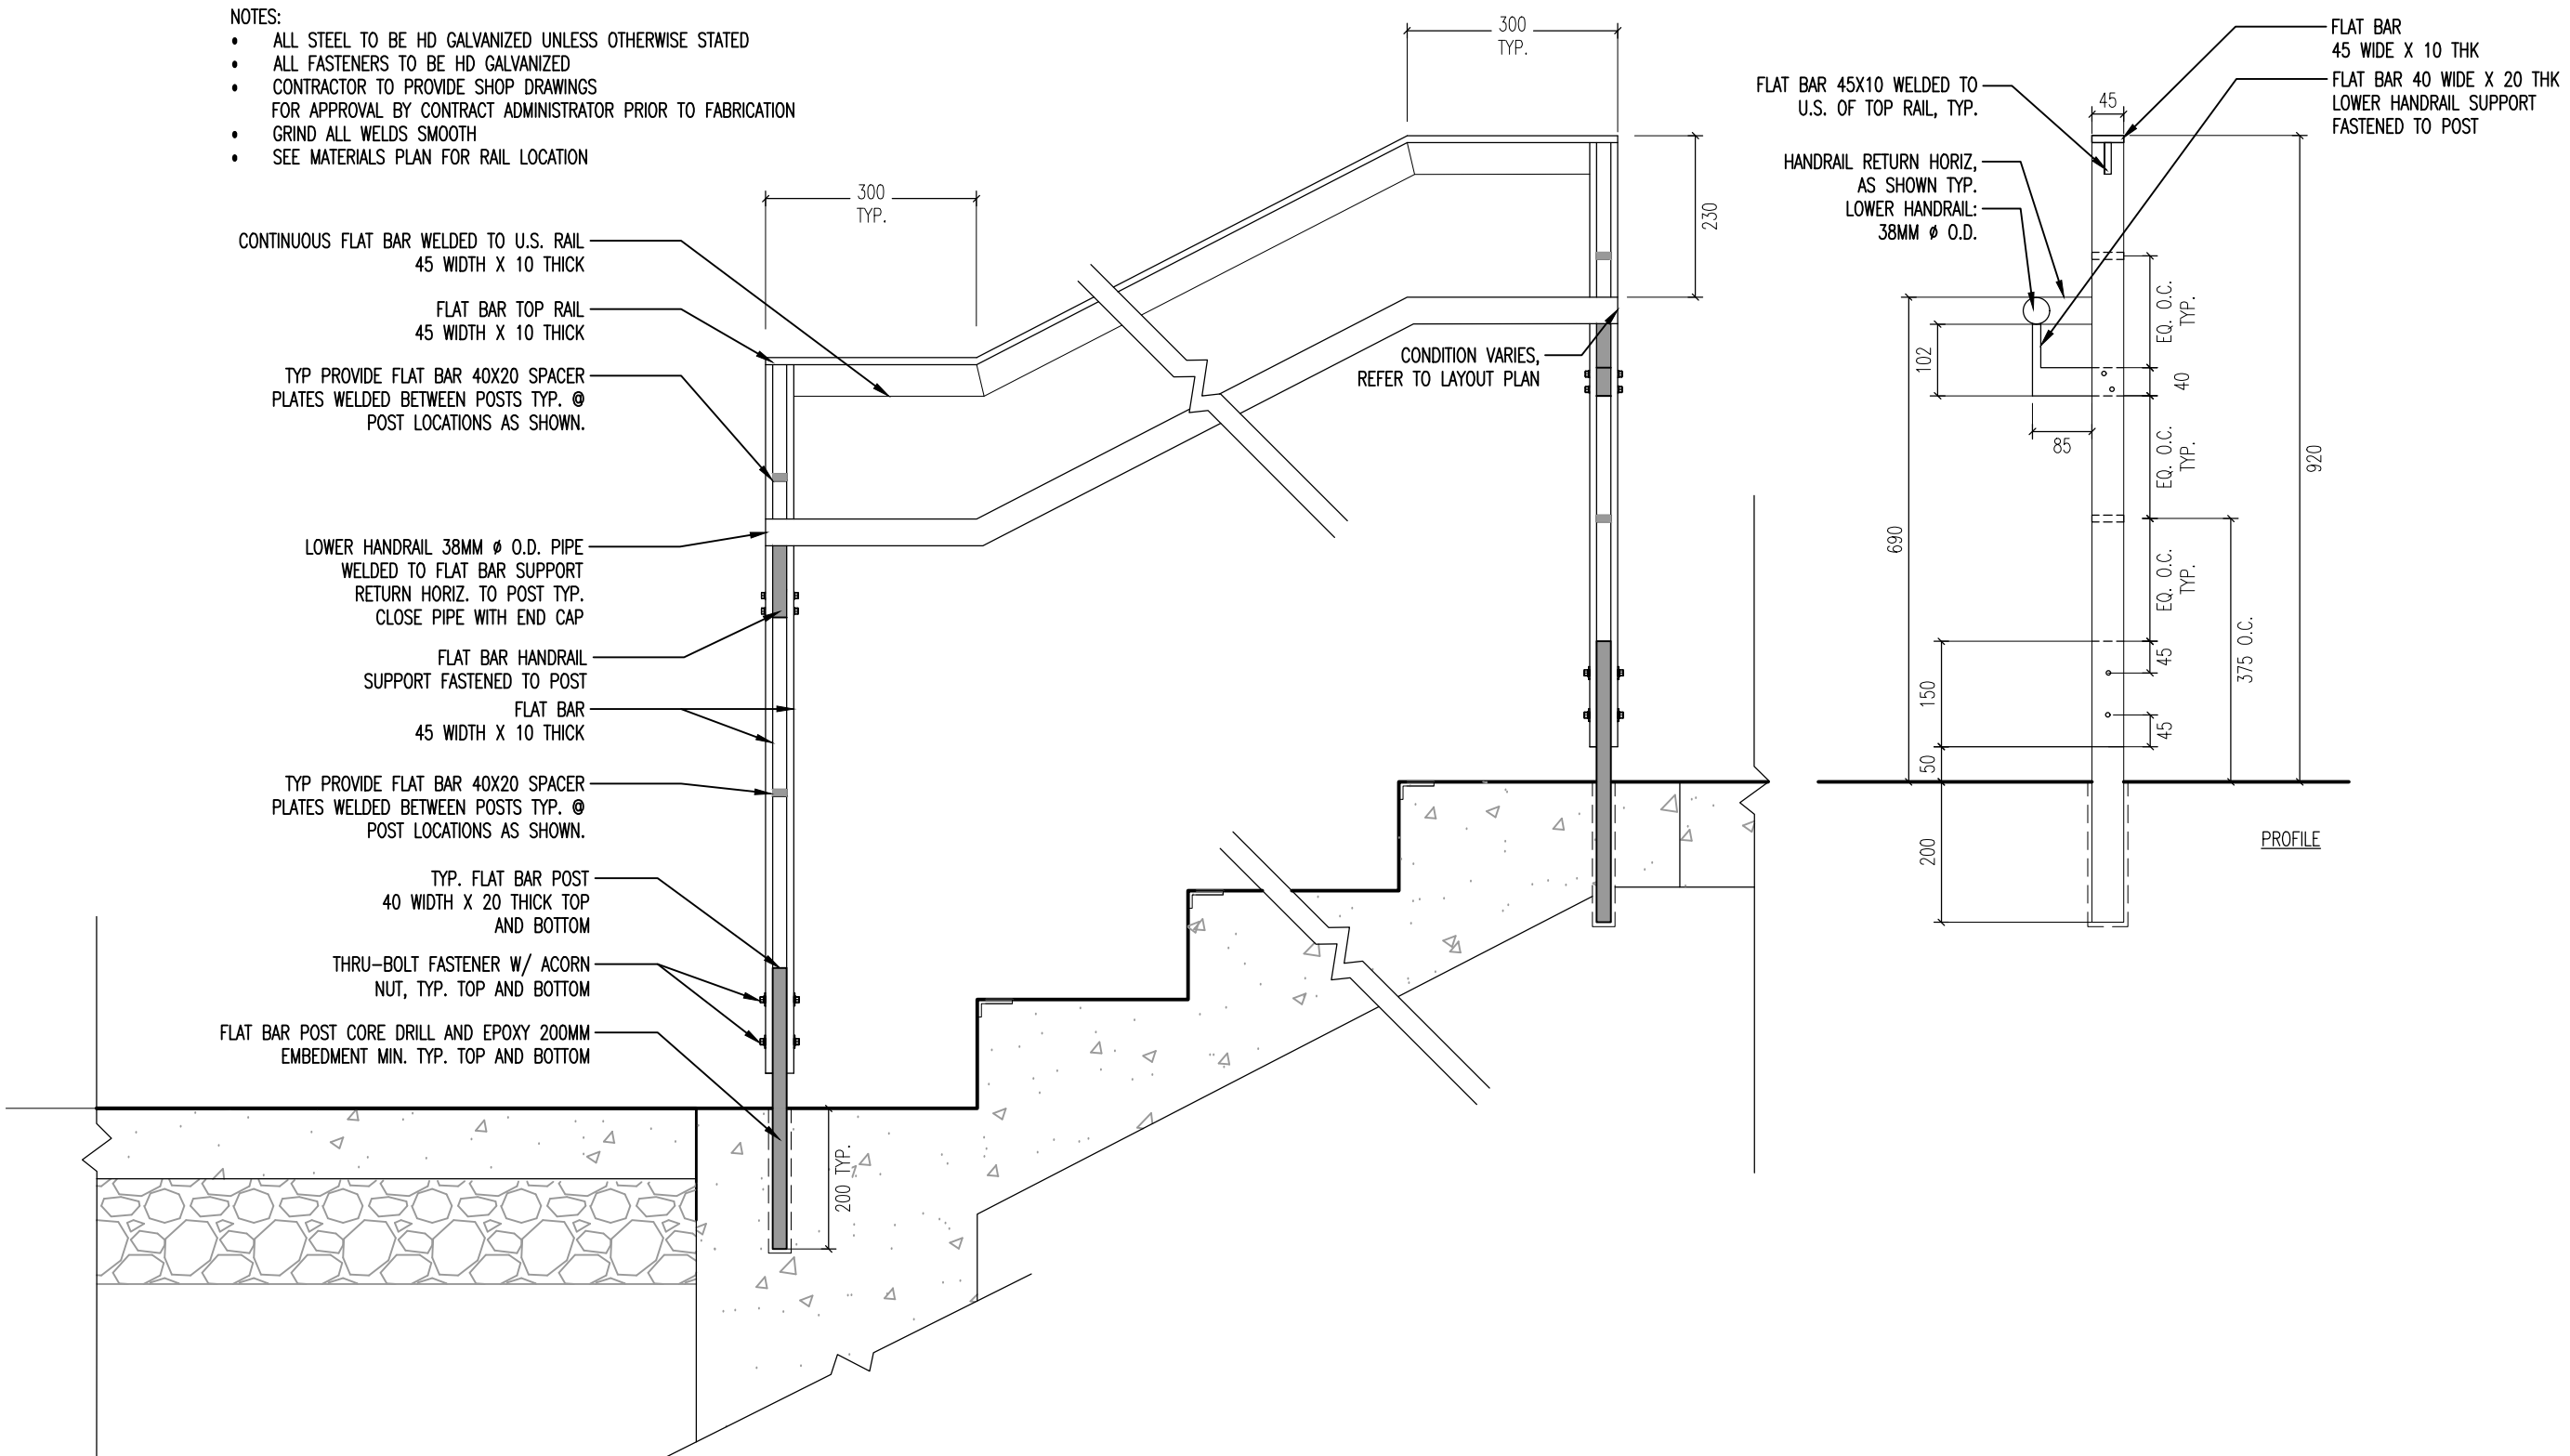 NOTES:
• ALL STEEL TO BE HD GALVANIZED UNLESS OTHERWISE STATED
• ALL FASTENERS TO BE HD GALVANIZED
• CONTRACTOR TO PROVIDE SHOP DRAWINGS
FOR APPROVAL BY CONTRACT ADMINISTRATOR PRIOR TO FABRICATION
• GRIND ALL WELDS SMOOTH
• SEE MATERIALS PLAN FOR RAIL LOCATION
300
TYP.
CONTINUOUS FLAT BAR WELDED TO U.S. RAIL
45 WIDTH X 10 THICK
FLAT BAR TOP RAIL
45 WIDTH X 10 THICK
TYP PROVIDE FLAT BAR 40X20 SPACER
PLATES WELDED BETWEEN POSTS TYP. @
POST LOCATIONS AS SHOWN.
LOWER HANDRAIL 38MM Ø O.D. PIPE
WELDED TO FLAT BAR SUPPORT
RETURN HORIZ. TO POST TYP.
CLOSE PIPE WITH END CAP
FLAT BAR HANDRAIL
SUPPORT FASTENED TO POST
FLAT BAR
45 WIDTH X 10 THICK
TYP PROVIDE FLAT BAR 40X20 SPACER
PLATES WELDED BETWEEN POSTS TYP. @
POST LOCATIONS AS SHOWN.
TYP. FLAT BAR POST
40 WIDTH X 20 THICK TOP
AND BOTTOM
THRU-BOLT FASTENER W/ ACORN
NUT, TYP. TOP AND BOTTOM
FLAT BAR POST CORE DRILL AND EPOXY 200MM
EMBEDMENT MIN. TYP. TOP AND BOTTOM
200 TYP.
300
TYP.
230
CONDITION VARIES,
REFER TO LAYOUT PLAN
FLAT BAR
45 WIDE X 10 THK
FLAT BAR 40 WIDE X 20 THK
LOWER HANDRAIL SUPPORT
FASTENED TO POST
FLAT BAR 45X10 WELDED TO
U.S. OF TOP RAIL, TYP.
45
HANDRAIL RETURN HORIZ,
AS SHOWN TYP.
LOWER HANDRAIL:
38MM Ø O.D.
EQ. O.C.
TYP.
102
40
85
EQ. O.C.
TYP.
920
690
EQ. O.C.
TYP.
375 O.C.
45
150
45
50
200
PROFILE